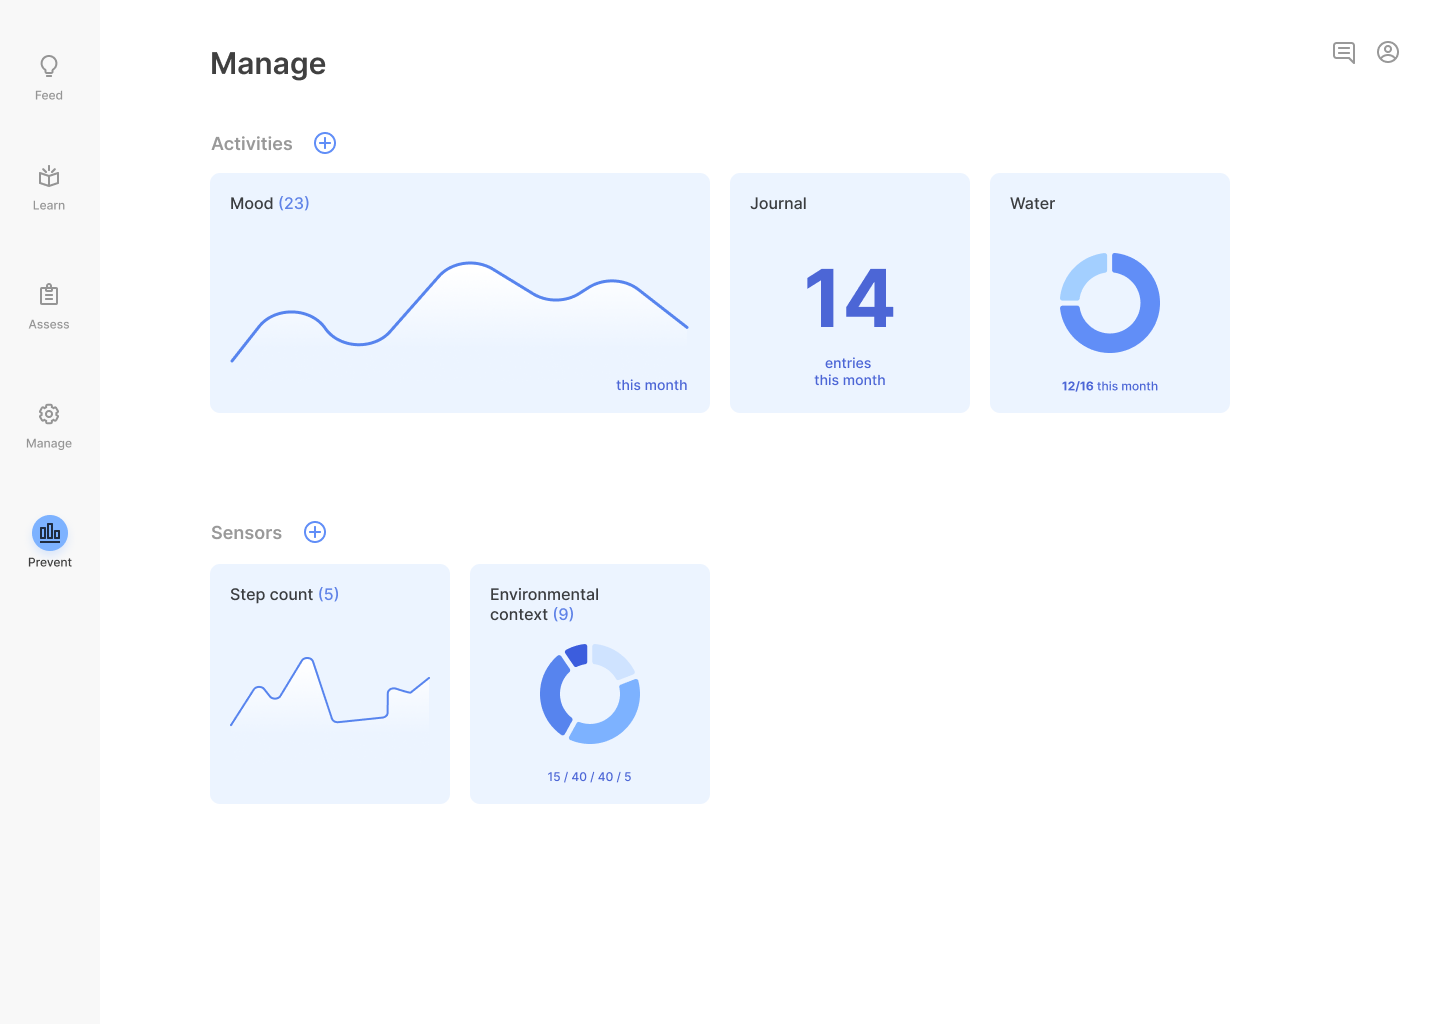 Feed
Learn
Assess
Manage
Prevent
Manage
Activities
Mood (23)
this month
Journal
14
entries
this month
Water
12/16 this month
Sensors
Step count (5)
Environmental
context (9)
15 / 40 / 40 / 5